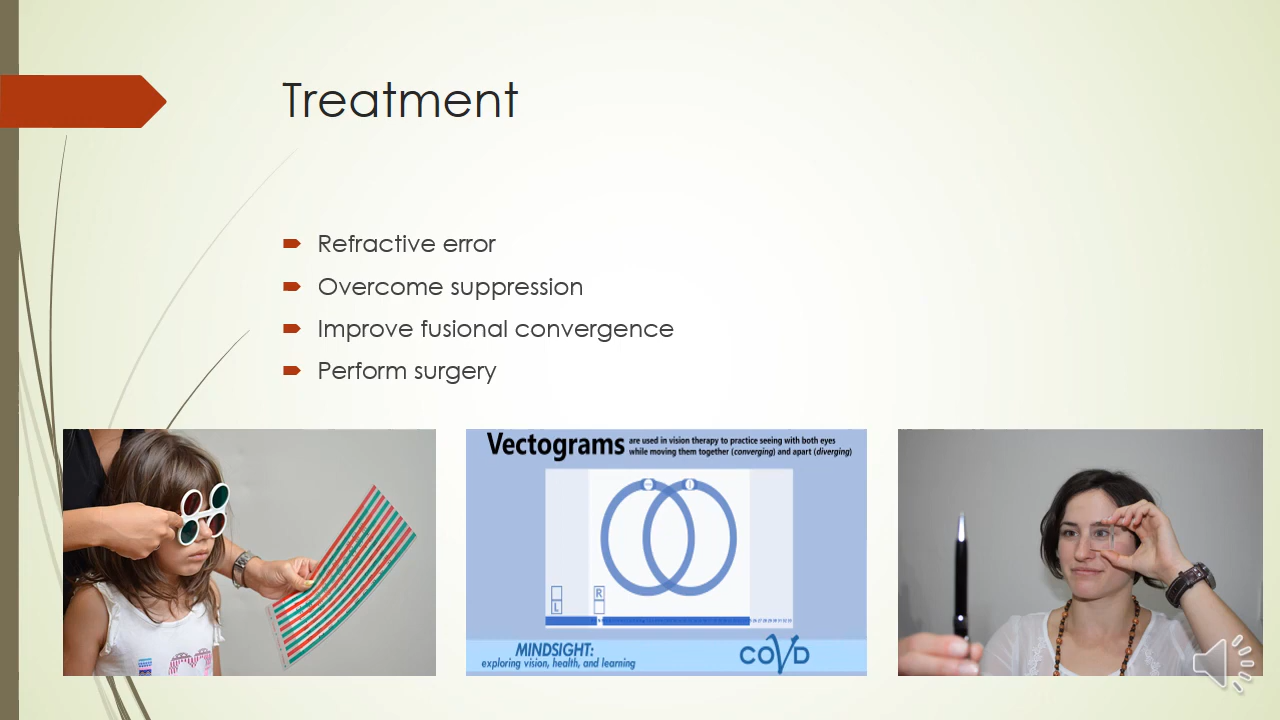 Treatment
Refractive error
Overcome suppression
Improve fusional convergence
Perform surgery
Vectograms are used in vision therapy to practice seeing with both eyes
while moving them together (converging) and apart (diverging)
R
L
MINDSIGHT:
exploring vision, health, and learning
COVD